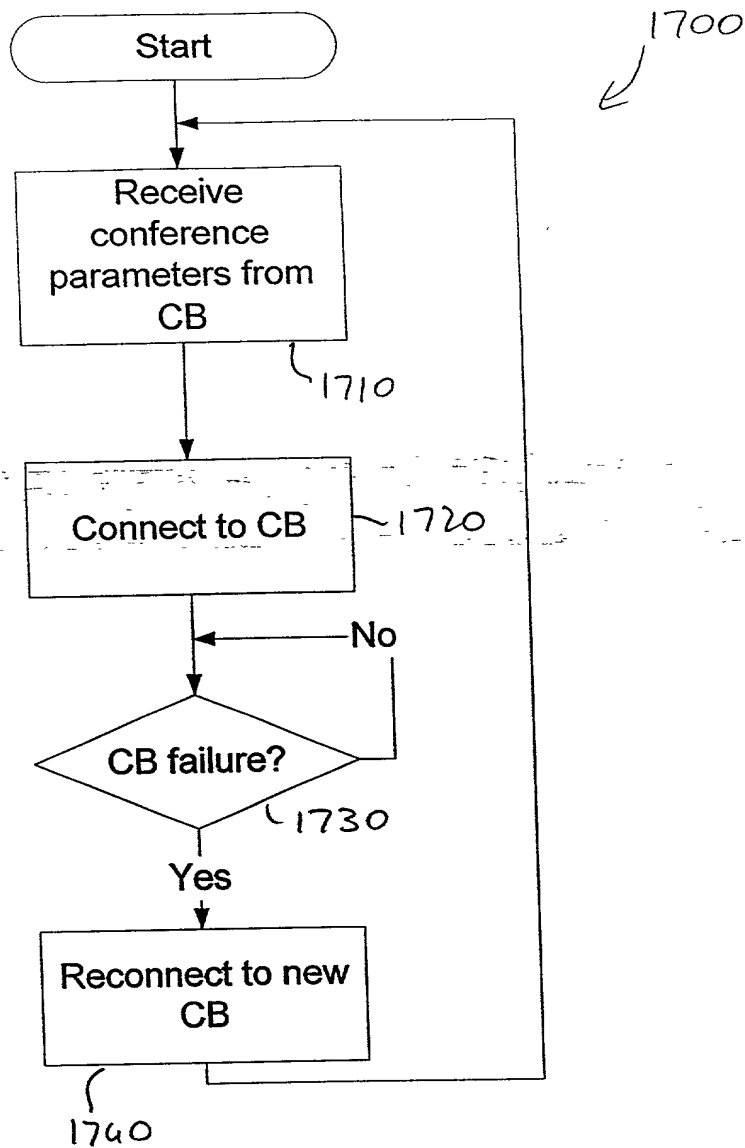 Start
1700
Receive
conference
parameters from
CB
1710
Connect to CB
1720
No
CB failure?
1730
Yes
Reconnect to new
CB
1740